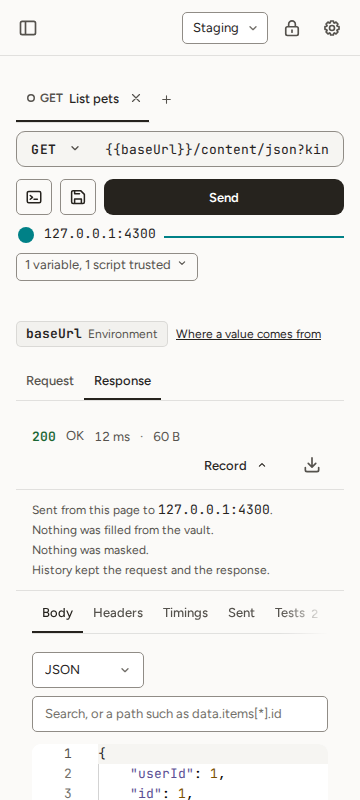 Staging
GET List pets
GET {{baseUrl}}/content/json?kin
Send
127.0.0.1:4300
1 variable, 1 script trusted
baseUrl Environment Where a value comes from
Request Response
200 OK 12 ms · 60 B
Record
Sent from this page to 127.0.0.1:4300.
Nothing was filled from the vault.
Nothing was masked.
History kept the request and the response.
Body Headers Timings Sent Tests 2
JSON
Search, or a path such as data.items[*].id
1 {
2 "userId": 1,
3 "id": 1,